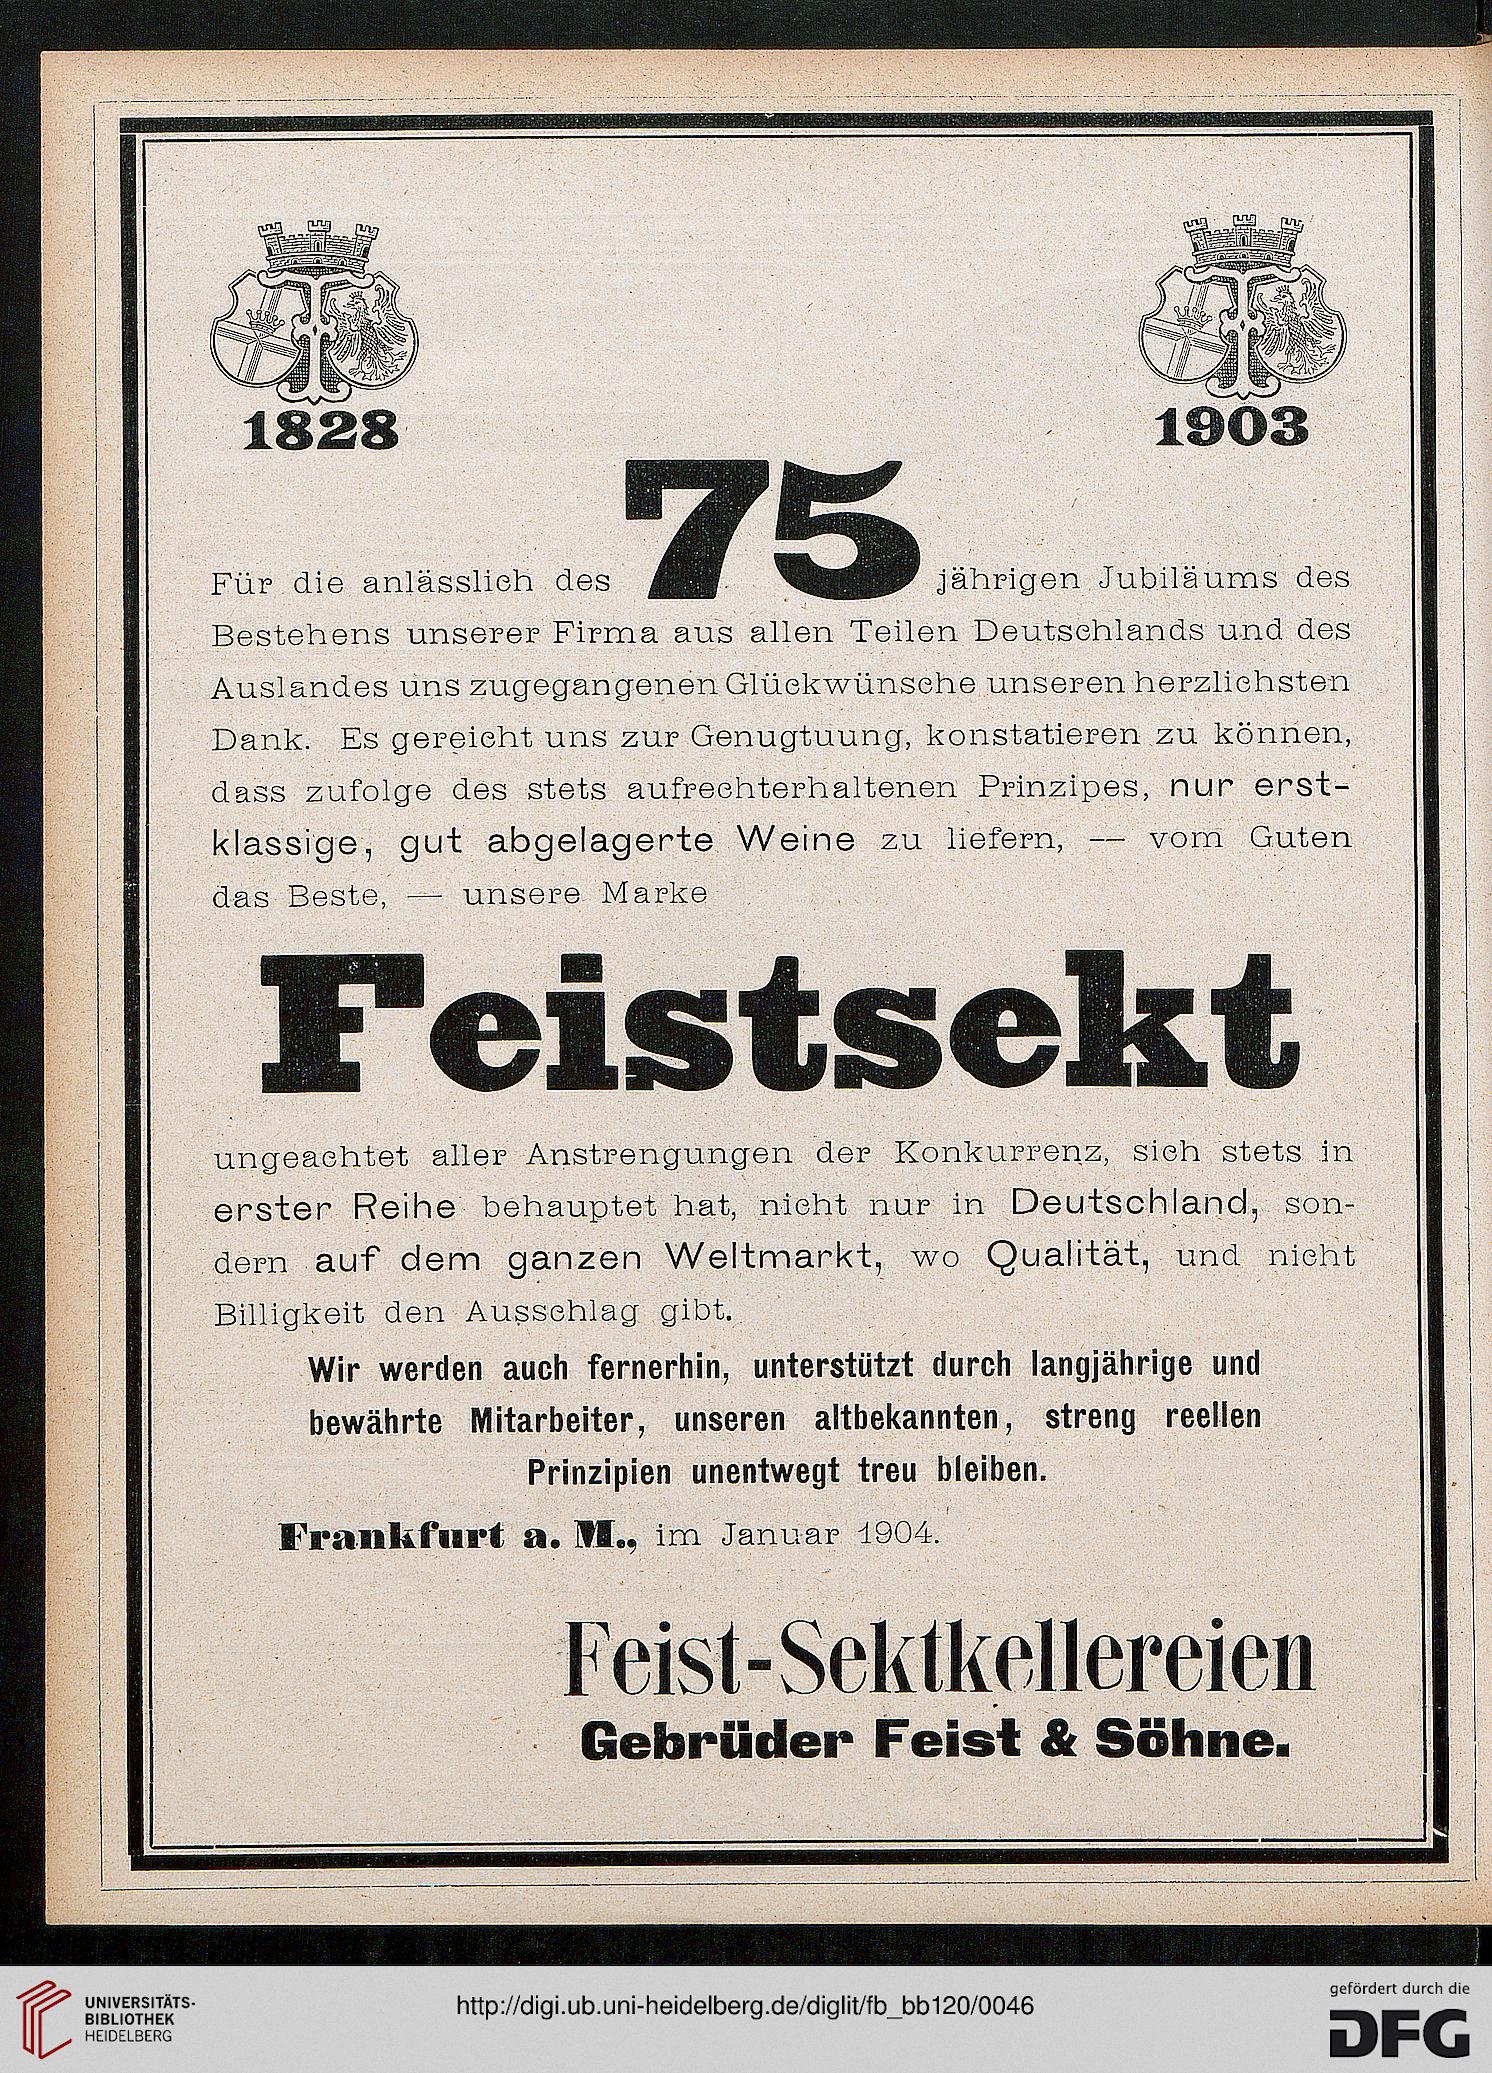 1828
1903
Für die anlässlich des 75 jährigen Jubiläums des
Bestehens unserer Firma aus allen Teilen Deutschlands und des
Auslandes uns zugegangenen Glückwünsche unseren herzlichsten
Dank. Es gereicht uns zur Genugtuung, konstatieren zu können,
dass zufolge des stets aufrechterhaltenen Prinzipes, nur erst-
klassige, gut abgelagerte Weine zu liefern, — vom Guten
das Beste, — unsere Marke
Feistsekt
ungeachtet aller Anstrengungen der Konkurrenz, sich stets in
erster Reihe behauptet hat, nicht nur in Deutschland, son-
dern auf dem ganzen Weltmarkt, wo Qualität, und nicht
Billigkeit den Ausschlag gibt.
Wir werden auch fernerhin, unterstützt durch langjährige und
bewährte Mitarbeiter, unseren altbekannten, streng reellen
Prinzipien unentwegt treu bleiben.
Frankfurt a. M., im Januar 1904.
Feist-Sektkellereien
Gebrüder Feist & Söhne.
UNIVERSITÄTS-
BIBLIOTHEK
HEIDELBERG
http://digi.ub.uni-heidelberg.de/diglit/fb_bb120/0046
gefördert durch die
DFG